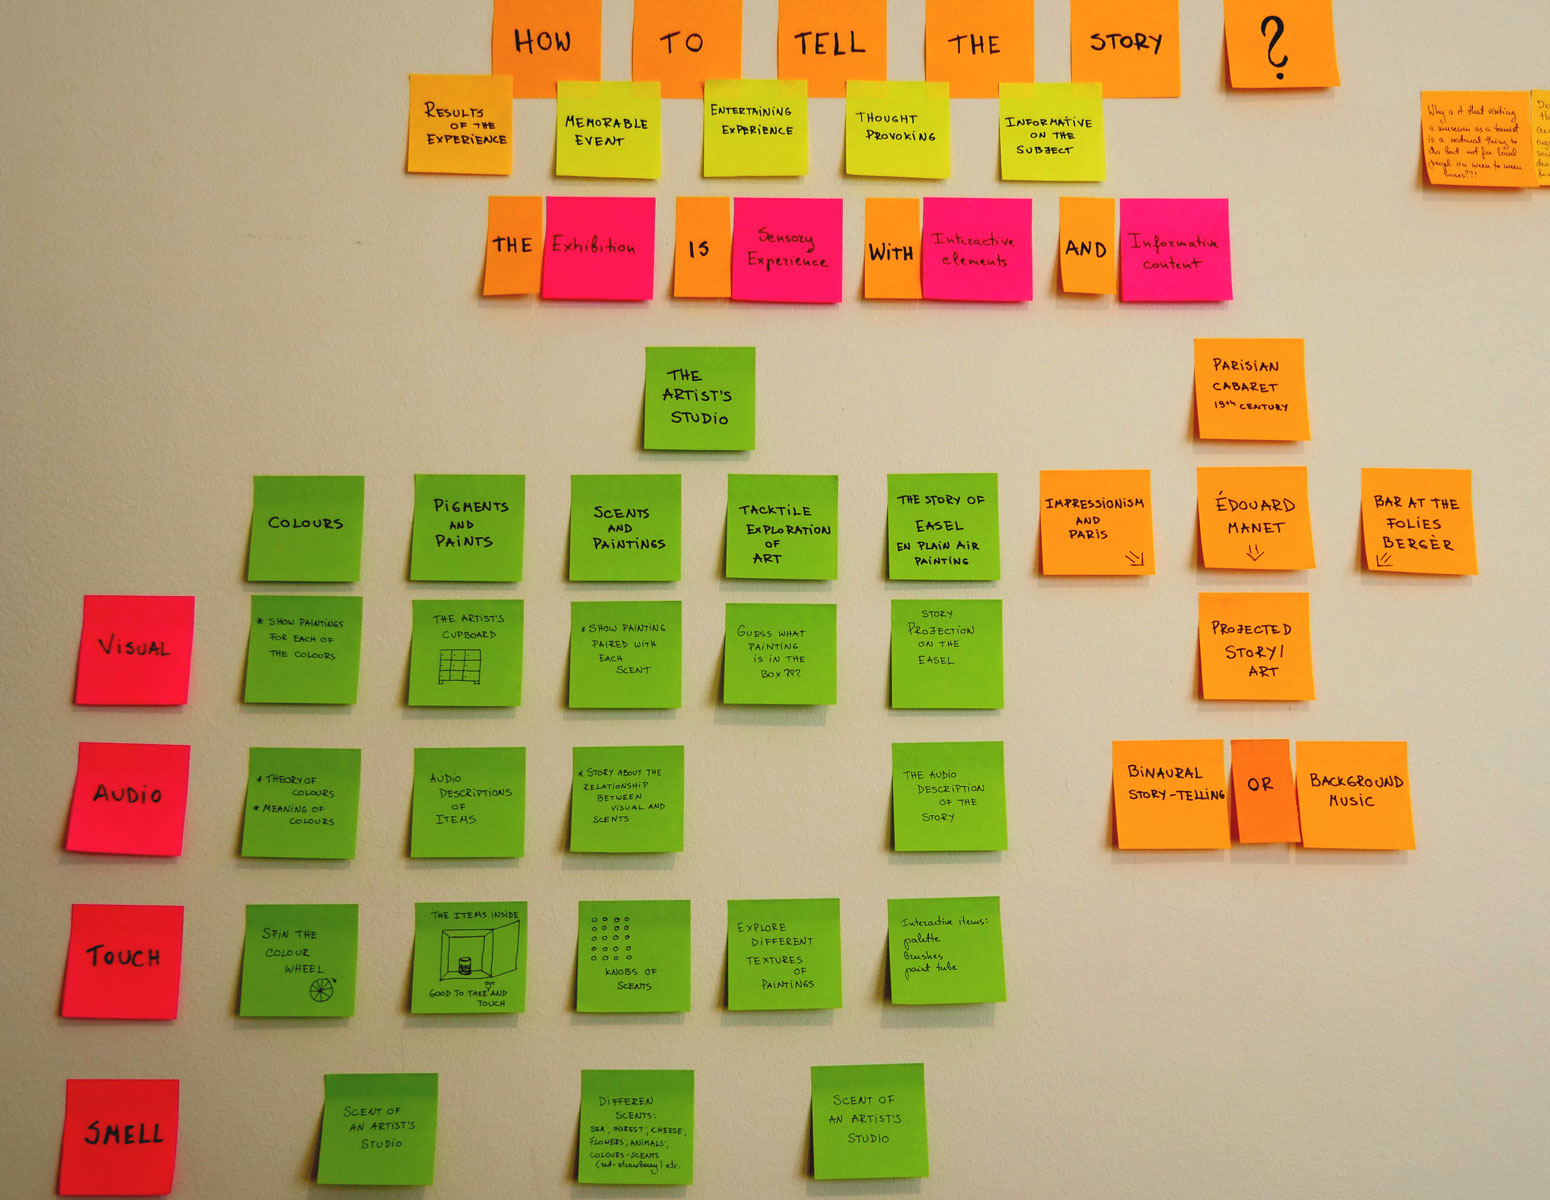 HOW TO TELL THE STORY ?
RESULTS
OF THE
EXPERIENCE
MEMORABLE
EVENT
ENTERTAINING
EXPERIENCE
THOUGHT
PROVOKING
INFORMATIVE
ON THE
SUBJECT
Why is it that visiting
a museum as a tourist
is a natural thing to
do but not for local
on
THE
Exhibition
IS
Sensory
Experience
WITH
Interactive
elements
AND
Informative
content
THE
ARTIST'S
STUDIO
PARISIAN
CABARET
19th CENTURY
COLOURS
PIGMENTS
AND
PAINTS
SCENTS
AND
PAINTINGS
TACKTILE
EXPLORATION
OF
ART
THE STORY OF
EASEL
EN PLAIN AIR
PAINTING
IMPRESSIONISM
AND
PARIS
ÉDOUARD
MANET
BAR AT THE
FOLIES
BERGÈR
VISUAL
* SHOW PAINTINGS
FOR EACH OF
THE COLOURS
THE ARTIST'S
CUPBOARD
* SHOW PAINTING
PAIRED WITH
EACH
SCENT
GUESS WHAT
PAINTING
IS IN THE
BOX ???
STORY
PROJECTION
ON THE
EASEL
PROJECTED
STORY/
ART
AUDIO
* THEORY OF
COLOURS
* MEANING OF
COLOURS
AUDIO
DESCRIPTIONS
OF
ITEMS
* STORY ABOUT THE
RELATIONSHIP
BETWEEN
VISUAL AND
SCENTS
THE AUDIO
DESCRIPTION
OF THE
STORY
BINAURAL
STORY-TELLING
OR
BACKGROUND
MUSIC
TOUCH
SPIN THE
COLOUR
WHEEL
THE ITEMS INSIDE
OUT
GOOD TO TAKE AND
TOUCH
KNOBS OF
SCENTS
EXPLORE
DIFFERENT
TEXTURES
OF
PAINTINGS
Interactive items:
palette
brushes
paint tube
SMELL
SCENT OF
AN ARTIST'S
STUDIO
DIFFEREN
SCENTS:
SEA, FOREST, CHEESE,
FLOWERS, ANIMALS,
COLOURS-SCENTS
(red-strawberry) etc.
SCENT OF
AN ARTIST'S
STUDIO